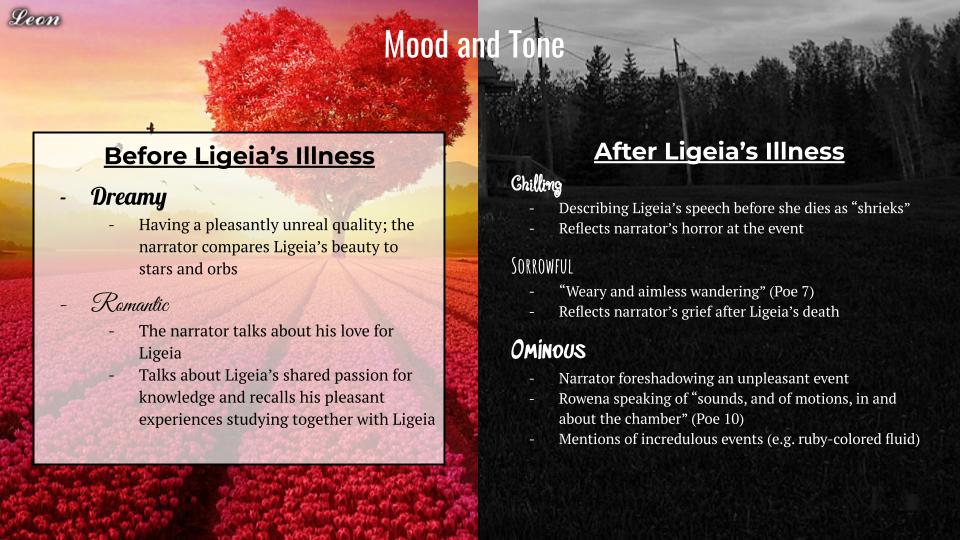 Leon
Mood and Tone
Before Ligeia’s Illness
- Dreamy
- Having a pleasantly unreal quality; the
narrator compares Ligeia’s beauty to
stars and orbs
- Romantic
- The narrator talks about his love for
Ligeia
- Talks about Ligeia’s shared passion for
knowledge and recalls his pleasant
experiences studying together with Ligeia
After Ligeia’s Illness
Chilling
- Describing Ligeia’s speech before she dies as “shrieks”
- Reflects narrator’s horror at the event
Sorrowful
- “Weary and aimless wandering” (Poe 7)
- Reflects narrator’s grief after Ligeia’s death
Ominous
- Narrator foreshadowing an unpleasant event
- Rowena speaking of “sounds, and of motions, in and
about the chamber” (Poe 10)
- Mentions of incredulous events (e.g. ruby-colored fluid)